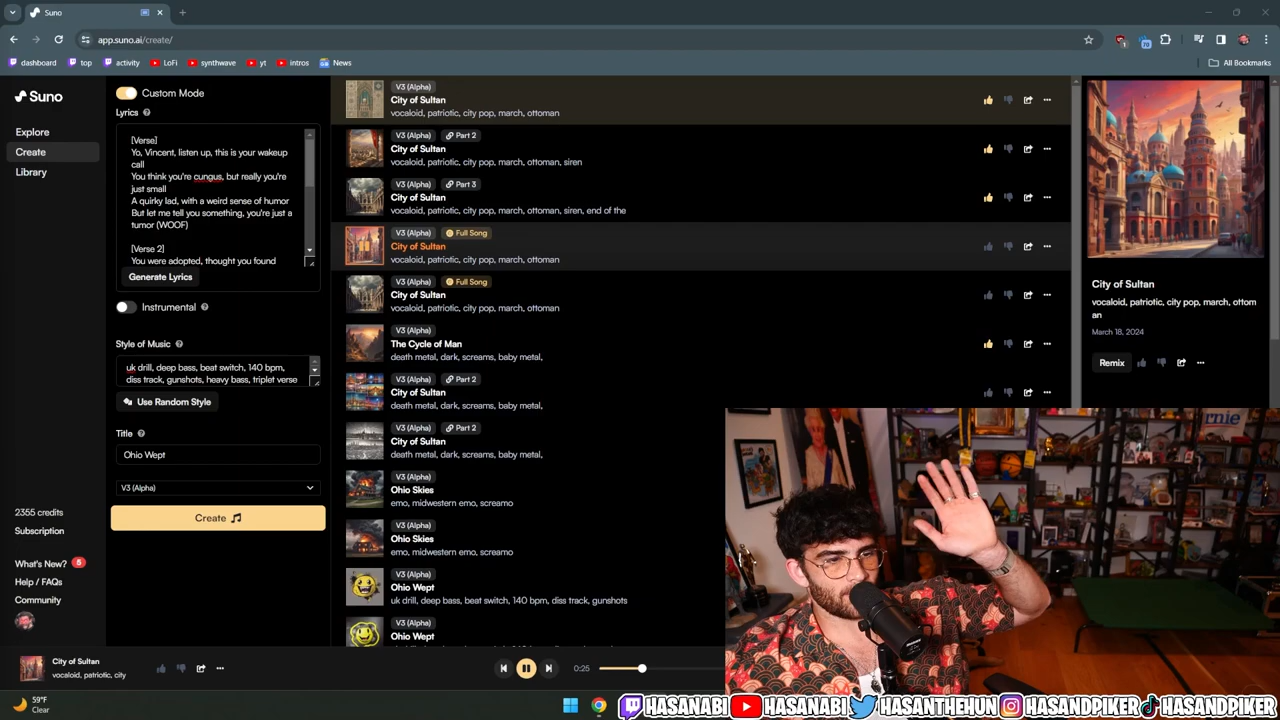 Suno
app.suno.ai/create/
dashboard
top
activity
LoFi
synthwave
yt
intros
News
All Bookmarks
Suno
Explore
Create
Library
2355 credits
Subscription
What's New? 5
Help / FAQs
Community
Custom Mode
Lyrics
[Verse]
Yo, Vincent, listen up, this is your wakeup
call
You think you're cungus, but really you're
just small
A quirky lad, with a weird sense of humor
But let me tell you something, you're just a
tumor (WOOF)
[Verse 2]
You were adopted, thought you found
Generate Lyrics
Instrumental
Style of Music
uk drill, deep bass, beat switch, 140 bpm,
diss track, gunshots, heavy bass, triplet verse
Use Random Style
Title
Ohio Wept
V3 (Alpha)
Create
V3 (Alpha)
City of Sultan
vocaloid, patriotic, city pop, march, ottoman
V3 (Alpha) Part 2
City of Sultan
vocaloid, patriotic, city pop, march, ottoman, siren
V3 (Alpha) Part 3
City of Sultan
vocaloid, patriotic, city pop, march, ottoman, siren, end of the
V3 (Alpha) Full Song
City of Sultan
vocaloid, patriotic, city pop, march, ottoman
V3 (Alpha) Full Song
City of Sultan
vocaloid, patriotic, city pop, march, ottoman
V3 (Alpha)
The Cycle of Man
death metal, dark, screams, baby metal,
V3 (Alpha) Part 2
City of Sultan
death metal, dark, screams, baby metal,
V3 (Alpha) Part 2
City of Sultan
death metal, dark, screams, baby metal,
V3 (Alpha)
Ohio Skies
emo, midwestern emo, screamo
V3 (Alpha)
Ohio Skies
emo, midwestern emo, screamo
V3 (Alpha)
Ohio Wept
uk drill, deep bass, beat switch, 140 bpm, diss track, gunshots
V3 (Alpha)
Ohio Wept
City of Sultan
vocaloid, patriotic, city pop, march, ottom
an
March 18, 2024
Remix
City of Sultan
vocaloid, patriotic, city
0:25
59°F
Clear
HASANABI
HASANABI
HASANTHEHUN
HASANDPIKER
HASANDPIKER